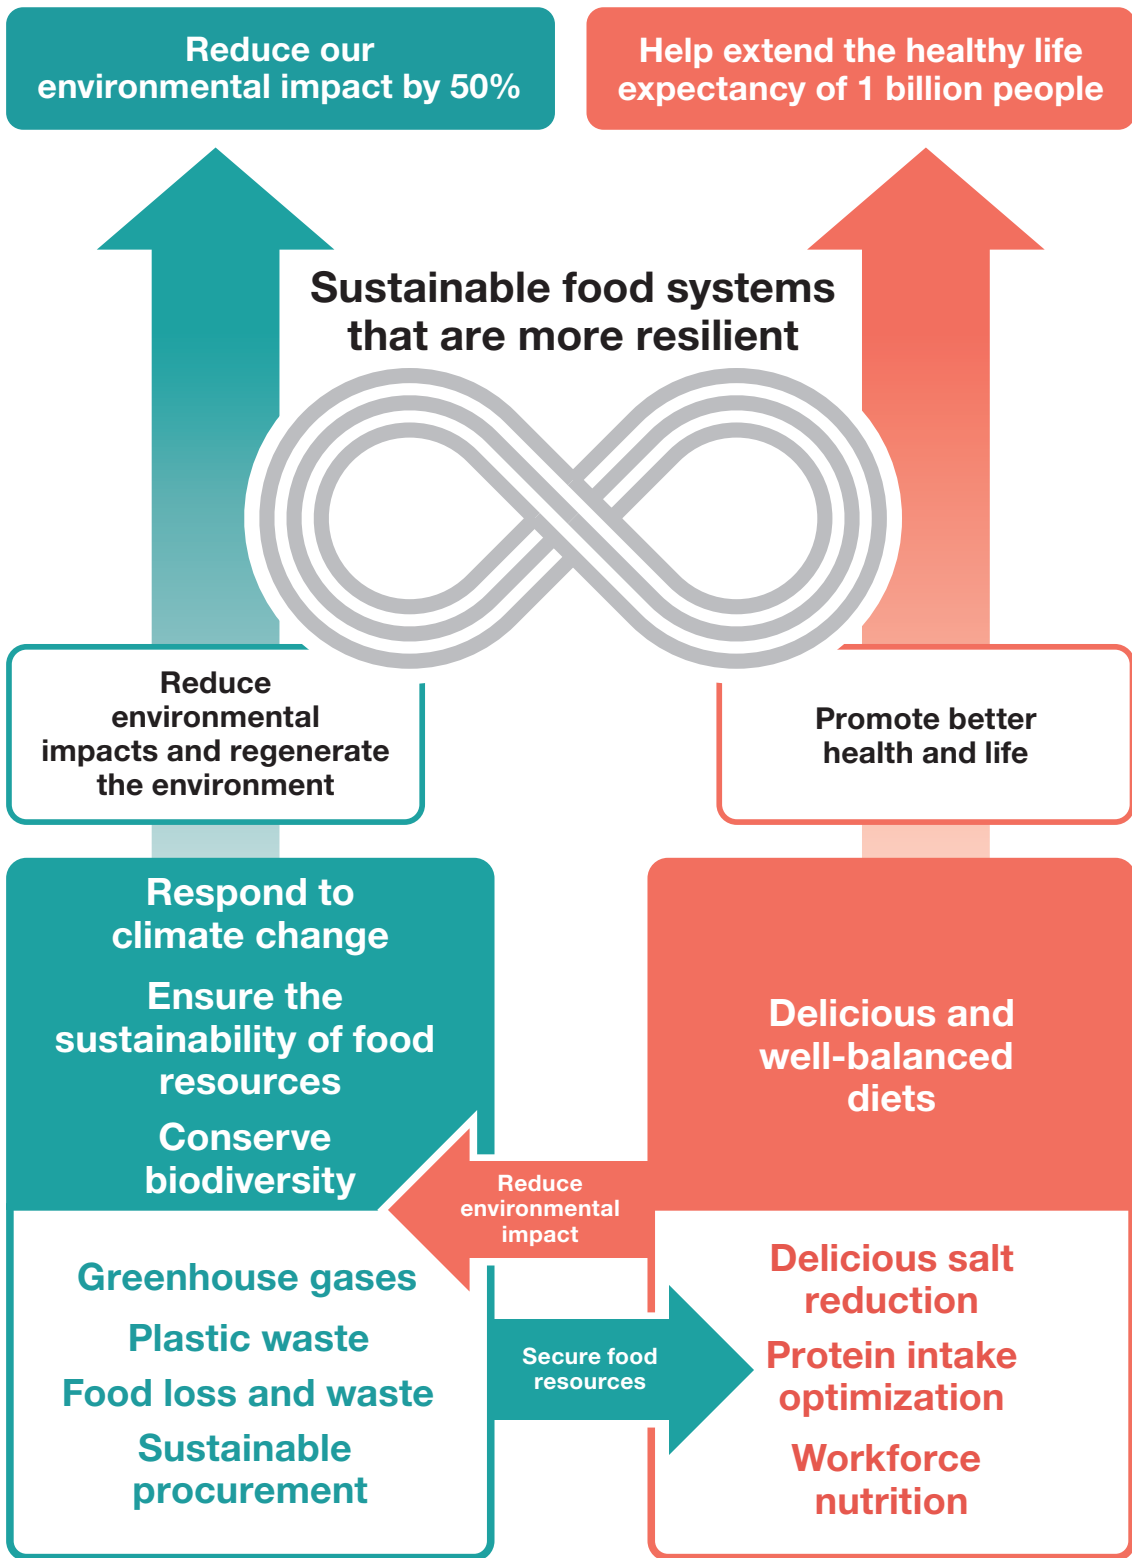 Reduce our
environmental impact by 50%
Help extend the healthy life
expectancy of 1 billion people
Sustainable food systems
that are more resilient
Reduce
environmental
impacts and regenerate
the environment
Promote better
health and life
Respond to
climate change
Ensure the
sustainability of food
resources
Conserve
biodiversity
Delicious and
well-balanced
diets
Reduce
environmental
impact
Greenhouse gases
Plastic waste
Food loss and waste
Sustainable
procurement
Secure food
resources
Delicious salt
reduction
Protein intake
optimization
Workforce
nutrition